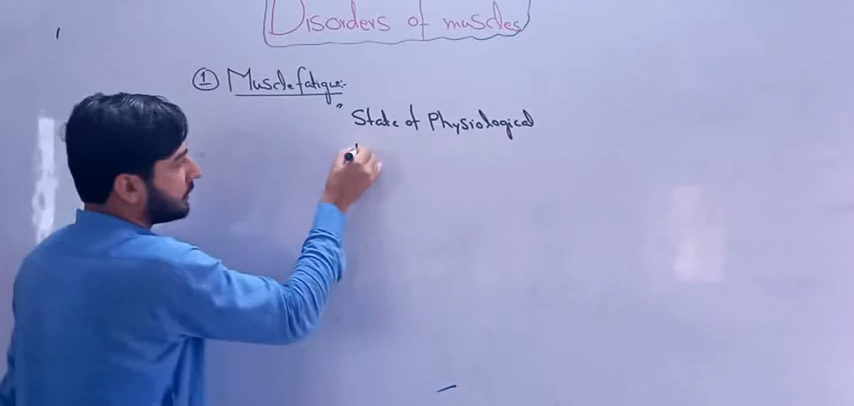 Disorders of muscles
① Muscle fatigue:-
" State of Physiological